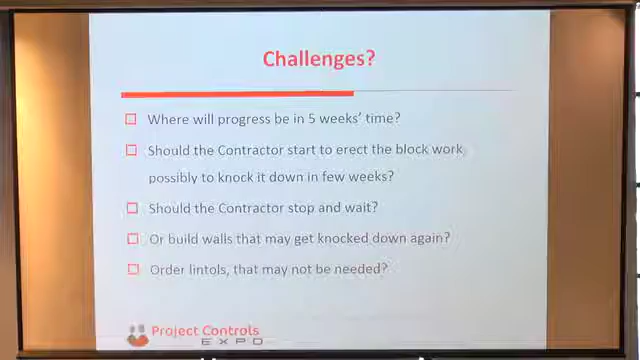 Challenges?
Where will progress be in 5 weeks' time?
Should the Contractor start to erect the block work,
possibly to knock it down in few weeks?
Should the Contractor stop and wait?
Or build walls that may get knocked down again?
Order lintols, that may not be needed?
Project Controls
EXPO